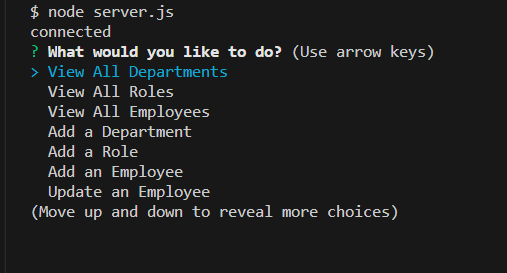 $ node server.js
connected
? What would you like to do? (Use arrow keys)
> View All Departments
View All Roles
View All Employees
Add a Department
Add a Role
Add an Employee
Update an Employee
(Move up and down to reveal more choices)